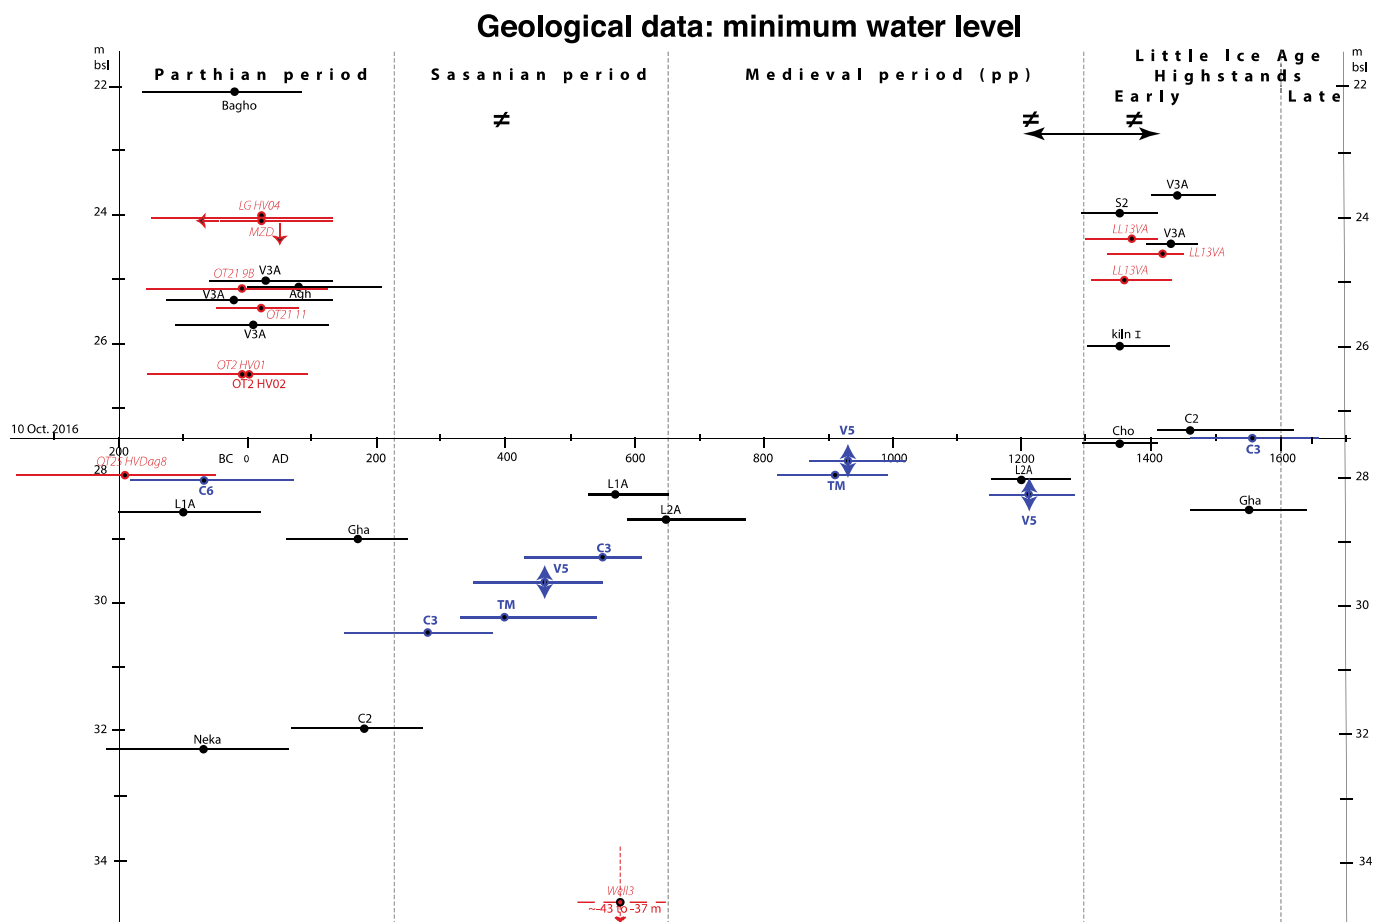 Geological data: minimum water level
m
bsl
Parthian period
Sasanian period
Medieval period (pp)
Little Ice Age
Highstands
Early
Late
m
bsl
22
22
Bagho
≠
≠
≠
V3A
S2
LG HV04
24
24
MZD
LL13VA
V3A
LL13VA
V3A
OT21 9B
LL13VA
V3A
Agh
OT21 11
V3A
kiln I
26
26
OT2 HV01
OT2 HV02
C2
10 Oct. 2016
V5
Cho
C3
200
BC
0
AD
200
400
600
800
1000
1200
1400
1600
OT25 HVDag8
28
28
C6
TM
L2A
L1A
L1A
L2A
V5
Gha
Gha
C3
V5
30
30
TM
C3
C2
32
32
Neka
34
34
Well3
~-43 to -37 m